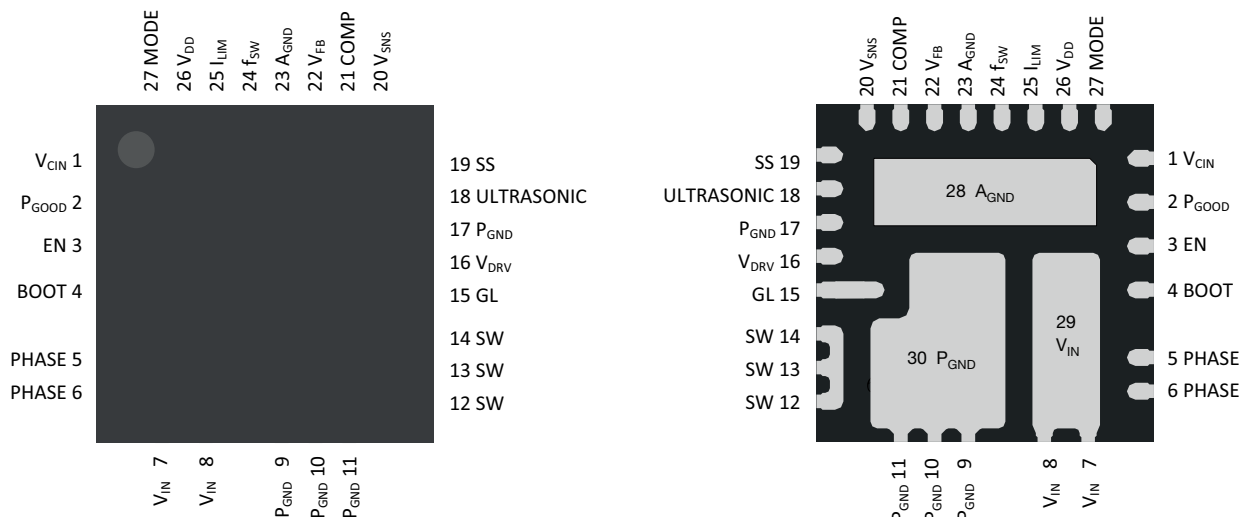 27 MODE
26 VDD
25 ILIM
24 fSW
23 AGND
22 VFB
21 COMP
20 VSNS
VCIN 1
PGOOD 2
EN 3
BOOT 4
PHASE 5
PHASE 6
19 SS
18 ULTRASONIC
17 PGND
16 VDRV
15 GL
14 SW
13 SW
12 SW
VIN 7
VIN 8
PGND 9
PGND 10
PGND 11
20 VSNS
21 COMP
22 VFB
23 AGND
24 fSW
25 ILIM
26 VDD
27 MODE
SS 19
ULTRASONIC 18
PGND 17
VDRV 16
GL 15
SW 14
SW 13
SW 12
28 AGND
29
VIN
30 PGND
1 VCIN
2 PGOOD
3 EN
4 BOOT
5 PHASE
6 PHASE
PGND 11
PGND 10
PGND 9
VIN 8
VIN 7